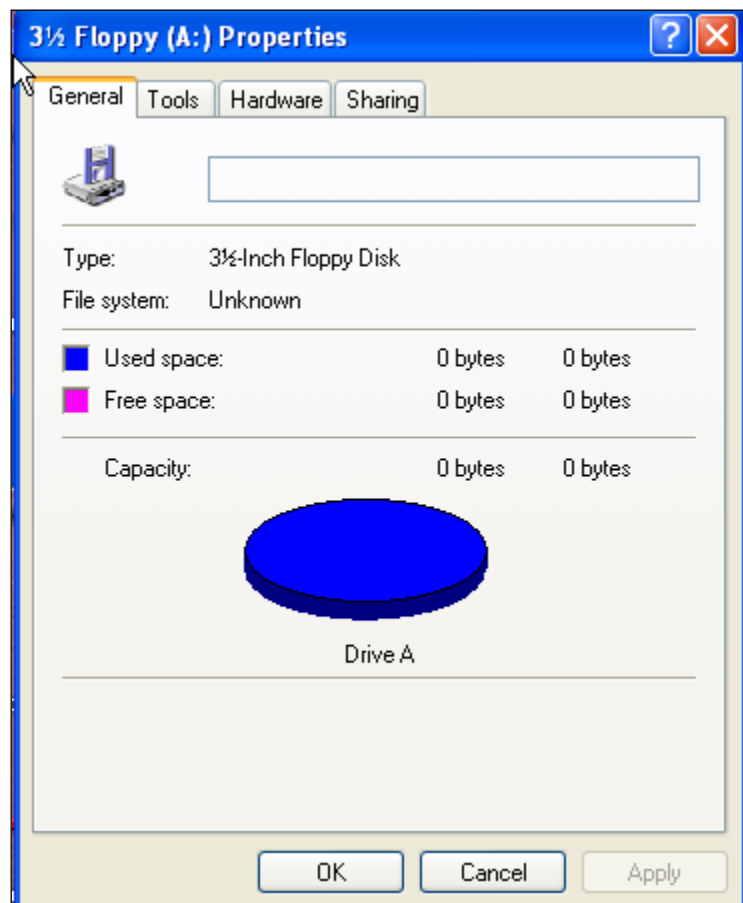 3½ Floppy (A:) Properties
General Tools Hardware Sharing
Type: 3½-Inch Floppy Disk
File system: Unknown
Used space: 0 bytes 0 bytes
Free space: 0 bytes 0 bytes
Capacity: 0 bytes 0 bytes
Drive A
OK Cancel Apply